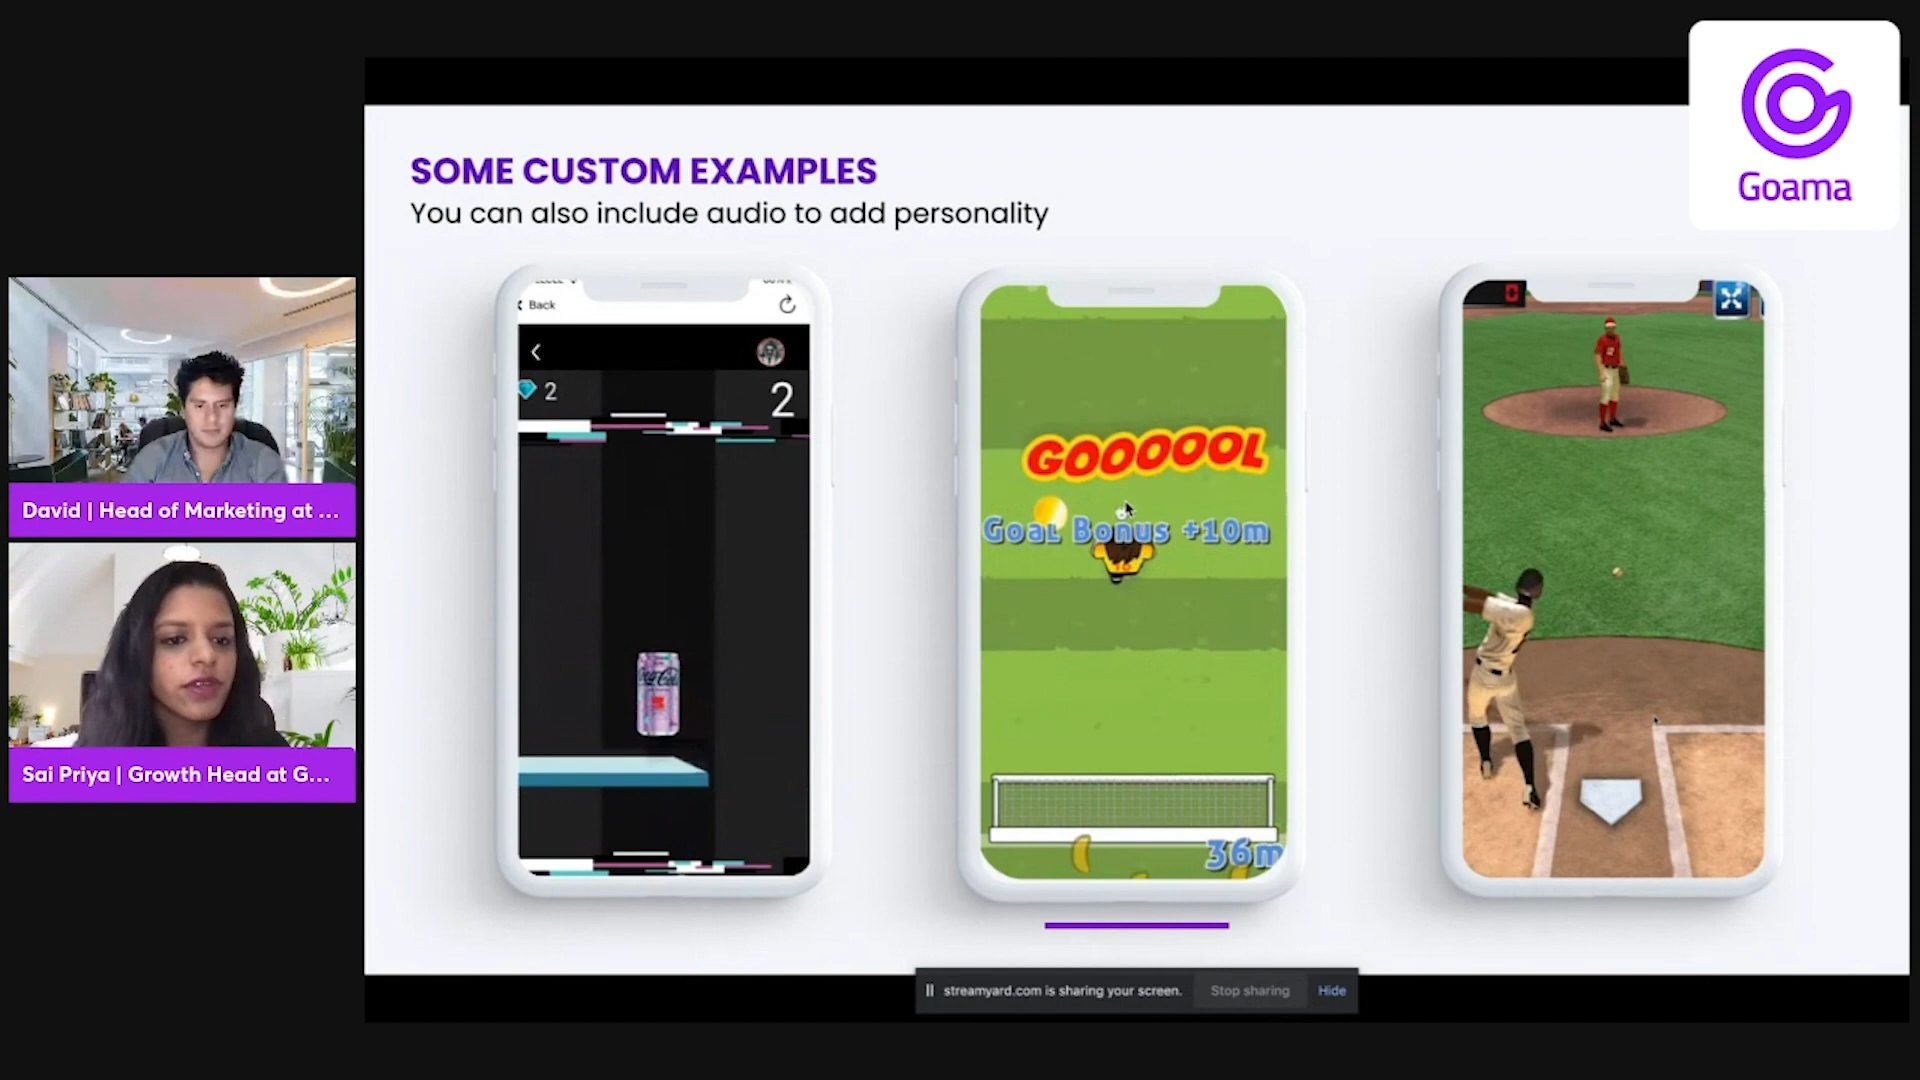 Goama
SOME CUSTOM EXAMPLES
You can also include audio to add personality
Back
2
2
GOOOOOL
Goal Bonus +10m
10
36m
0
David | Head of Marketing at ...
Sai Priya | Growth Head at G...
streamyard.com is sharing your screen.
Stop sharing
Hide